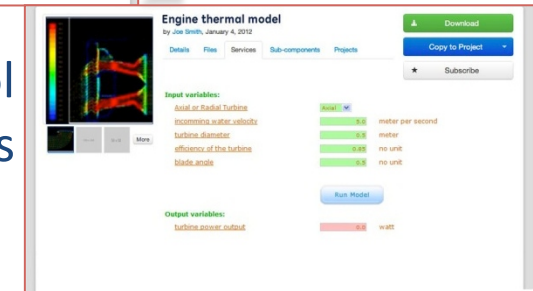 ol
s
Engine thermal model
by Joe Smith, January 4, 2012
Details Files Services Sub-components Projects
Download
Copy to Project
Subscribe
More
Input variables:
Axial or Radial Turbine Axial
incomming water velocity 5.0 meter per second
turbine diameter 0.5 meter
efficiency of the turbine 0.85 no unit
blade angle 0.5 no unit
Run Model
Output variables:
turbine power output 0.0 watt